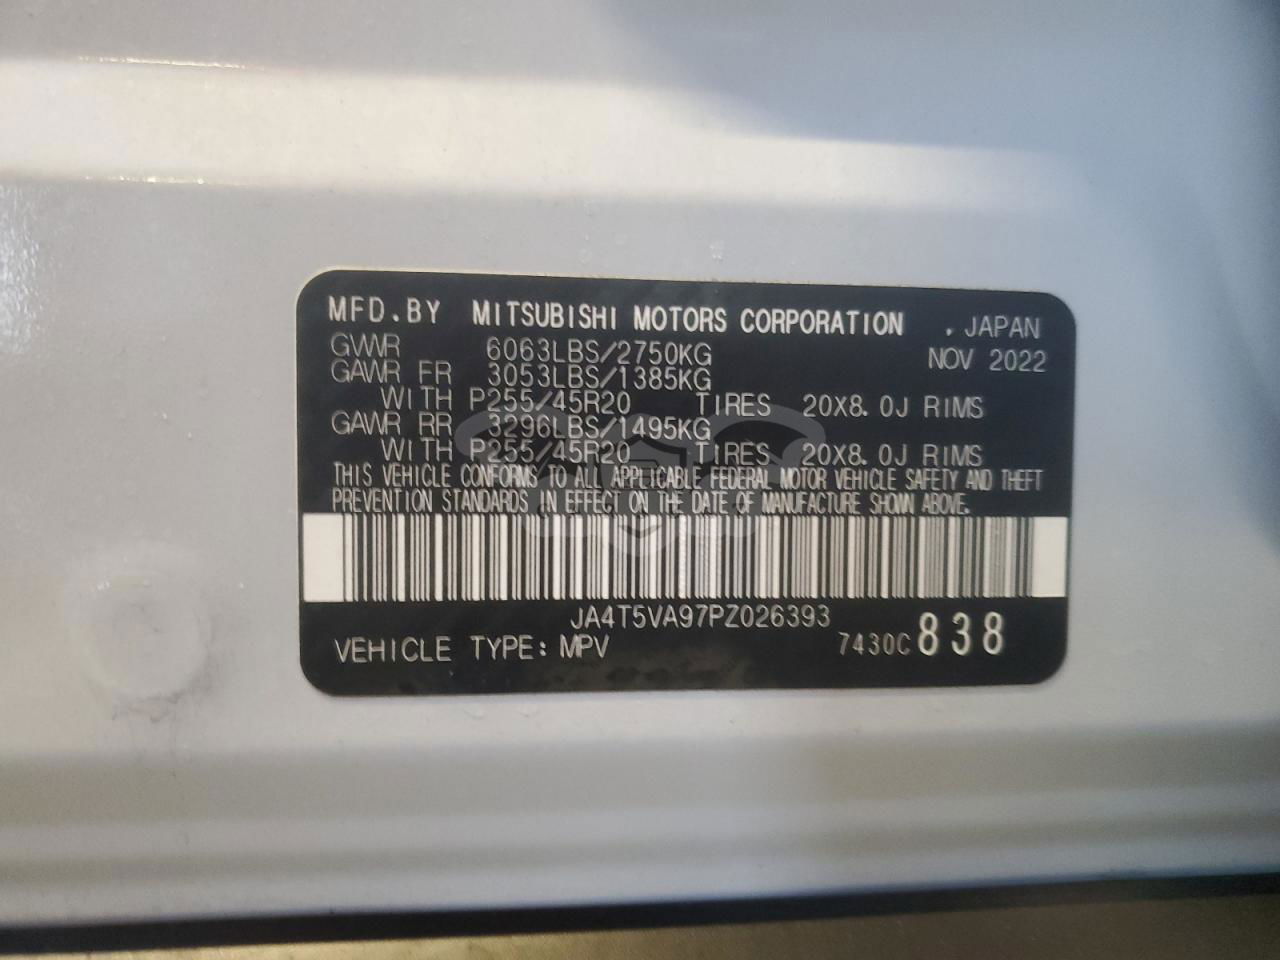 MFD.BY MITSUBISHI MOTORS CORPORATION , JAPAN
GVWR 6063LBS/2750KG NOV 2022
GAWR FR 3053LBS/1385KG
WITH P255/45R20 TIRES 20X8.0J RIMS
GAWR RR 3296LBS/1495KG
WITH P255/45R20 TIRES 20X8.0J RIMS
THIS VEHICLE CONFORMS TO ALL APPLICABLE FEDERAL MOTOR VEHICLE SAFETY AND THEFT
PREVENTION STANDARDS IN EFFECT ON THE DATE OF MANUFACTURE SHOWN ABOVE.
JA4T5VA97PZ026393
VEHICLE TYPE: MPV 7430C 838